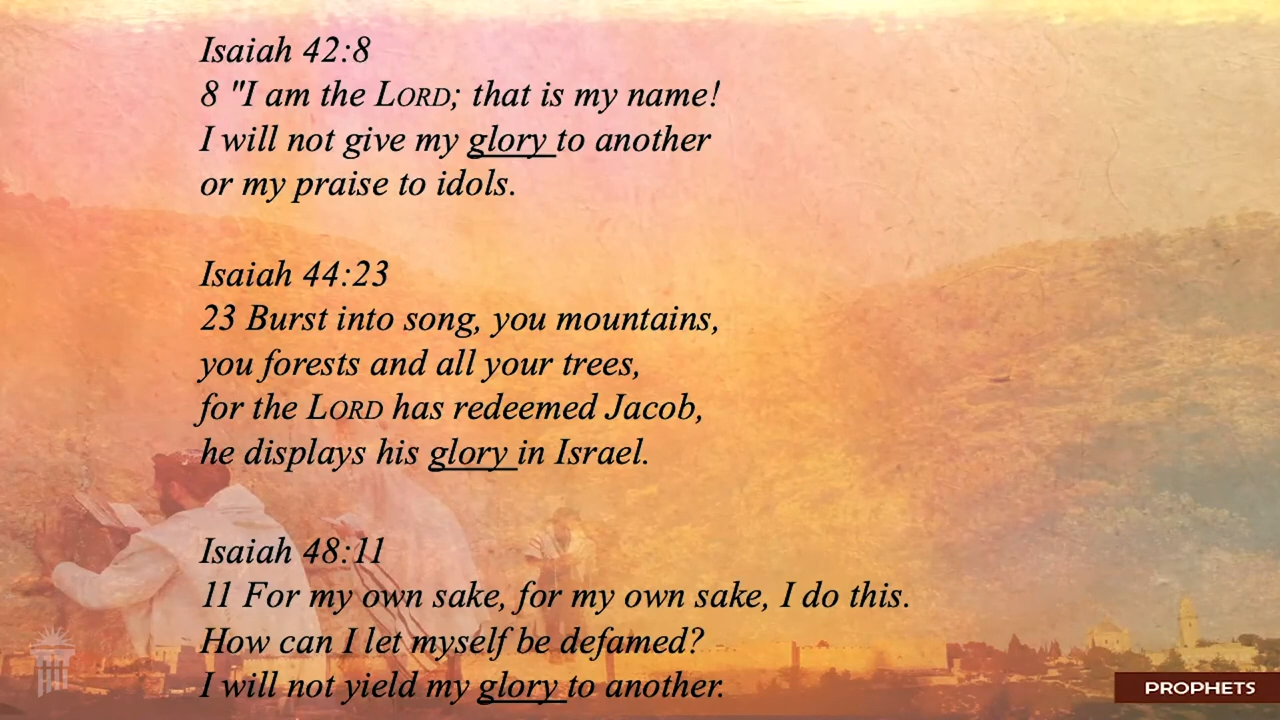 Isaiah 42:8
8 "I am the LORD; that is my name!
I will not give my glory to another
or my praise to idols.
Isaiah 44:23
23 Burst into song, you mountains,
you forests and all your trees,
for the LORD has redeemed Jacob,
he displays his glory in Israel.
Isaiah 48:11
11 For my own sake, for my own sake, I do this.
How can I let myself be defamed?
I will not yield my glory to another.
PROPHETS